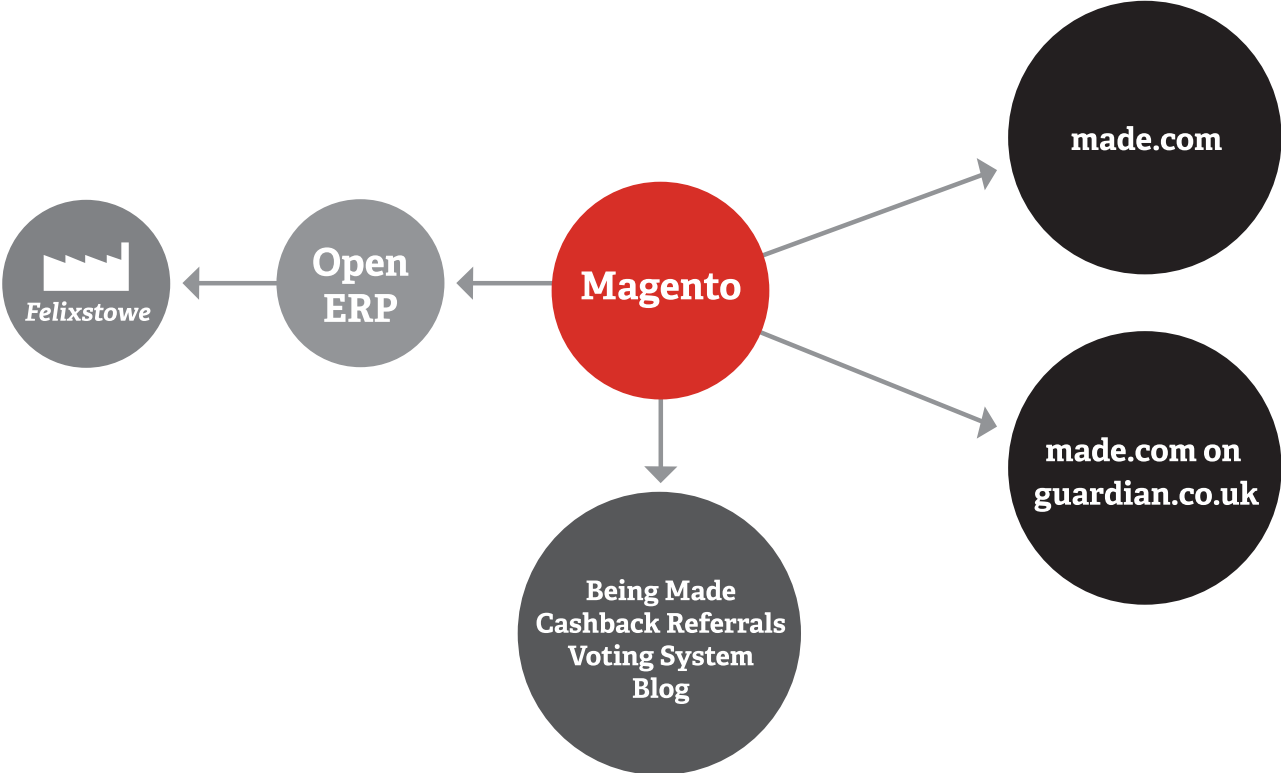 made.com
Felixstowe
Open
ERP
Magento
made.com on
guardian.co.uk
Being Made
Cashback Referrals
Voting System
Blog